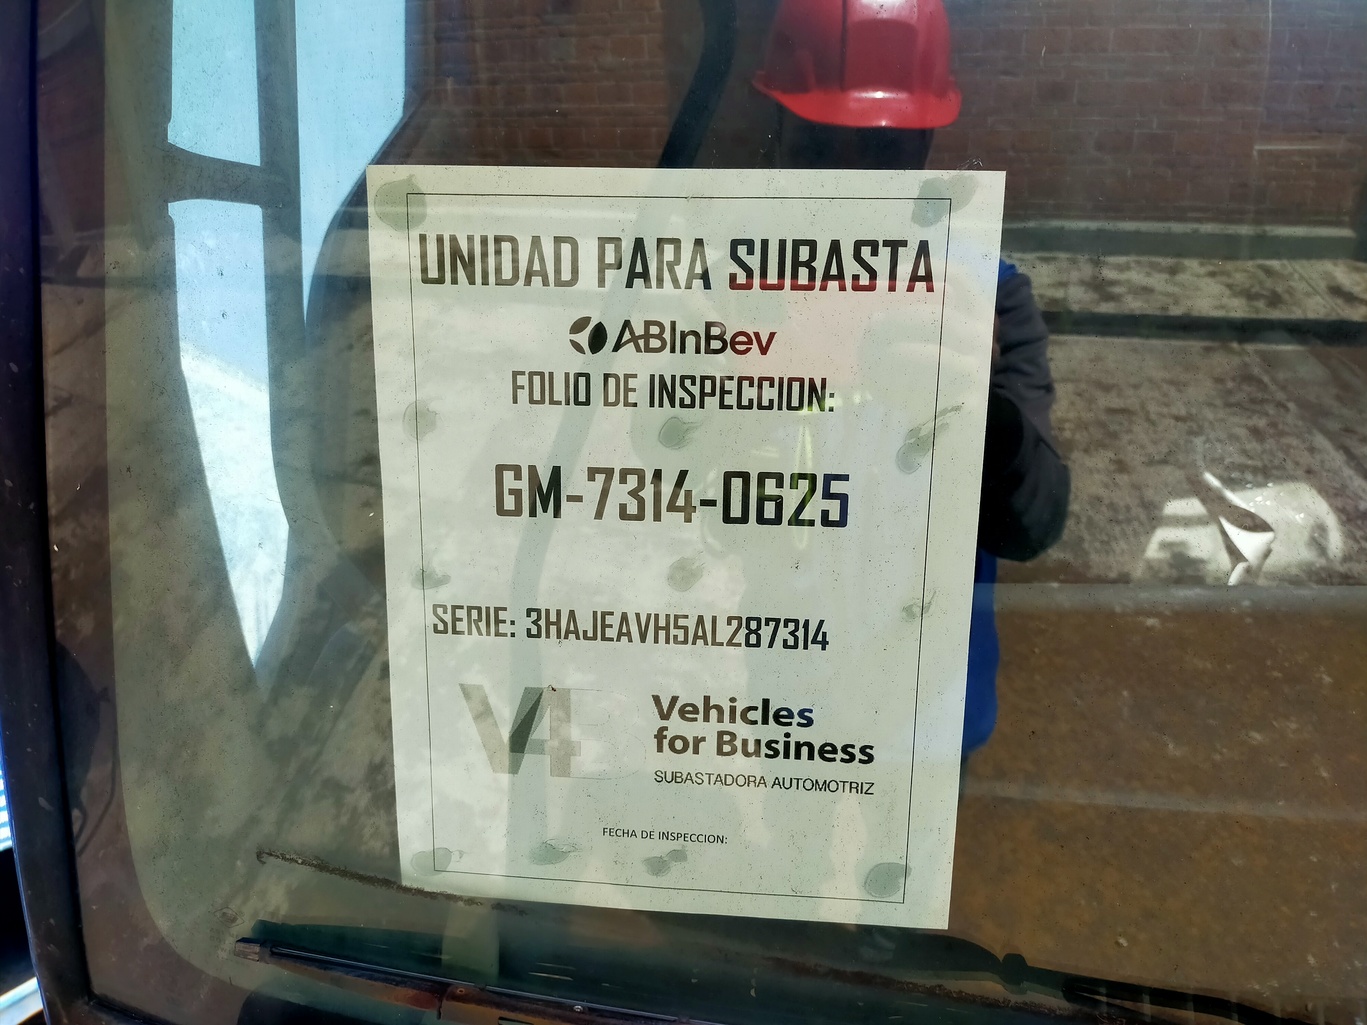 UNIDAD PARA SUBASTA
ABInBev
FOLIO DE INSPECCION:
GM-7314-0625
SERIE: 3HAJEAVH5AL287314
V4B
Vehicles
for Business
SUBASTADORA AUTOMOTRIZ
FECHA DE INSPECCION: